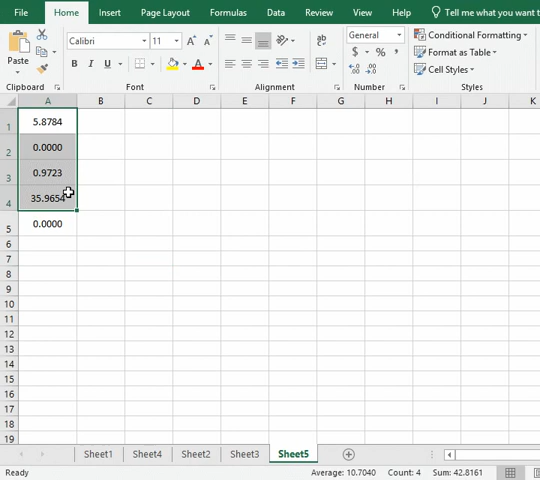 File Home Insert Page Layout Formulas Data Review View Help Tell me what you want t
Calibri 11 A A ab General Conditional Formatting
Paste B I U A $ % , Format as Table
Cell Styles
Clipboard Font Alignment Number Styles
A B C D E F G H I J K
1 5.8784
2 0.0000
3 0.9723
4 35.9654
5 0.0000
6
7
8
9
10
11
12
13
14
15
16
17
18
19
Sheet1 Sheet4 Sheet2 Sheet3 Sheet5
Ready Average: 10.7040 Count: 4 Sum: 42.8161